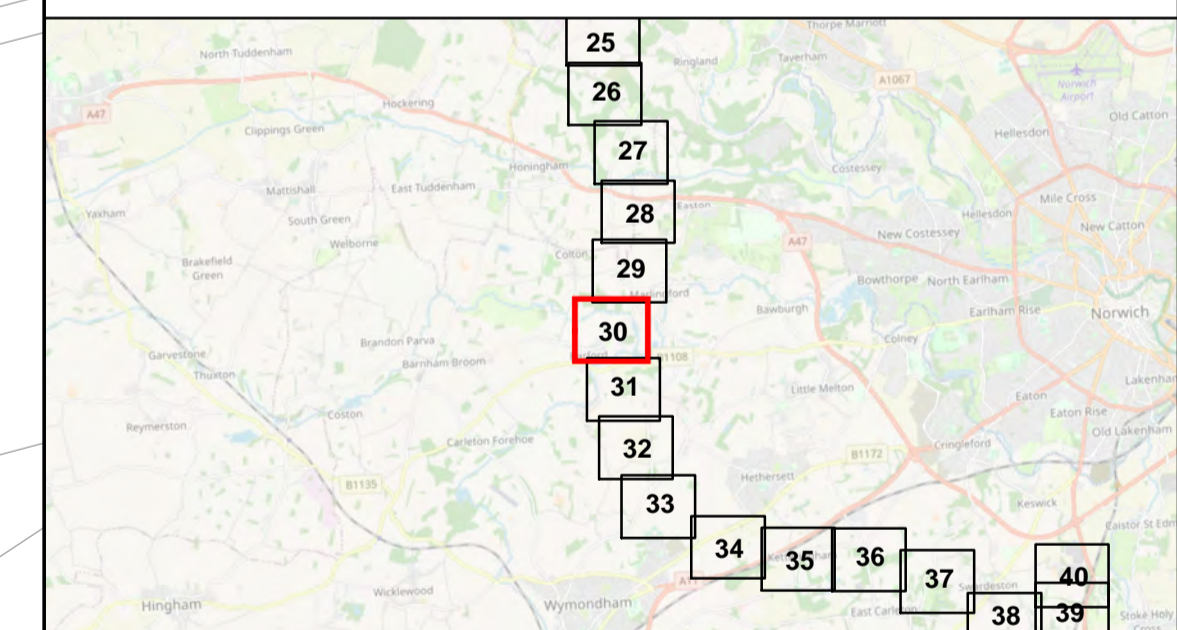 Thorpe Marriott
25
North Tuddenham
Ringland
Taverham
A1067
Norwich
Airport
26
A47
Hockering
Old Catton
Clippings Green
Hellesdon
27
Honingham
Costessey
Mattishall
East Tuddenham
Mile Cross
Yaxham
South Green
28
Easton
Hellesdon
New Catton
Welborne
New Costessey
A47
Colton
Brakefield
Green
29
Bowthorpe
North Earlham
Marlingford
Bawburgh
Earlham Rise
Norwich
30
Brandon Parva
Colney
Garvestone
Barnham Broom
B1108
Thuxton
31
Little Melton
Lakenham
Eaton
Coston
Eaton Rise
Reymerston
Old Lakenham
Carleton Forehoe
32
Cringleford
B1172
Hethersett
B1135
33
Keswick
Caistor St Edm
34
35
36
A11
37
40
Swardeston
Wicklewood
Hingham
Wymondham
East Carleton
38
39
Stoke Holy
Cross